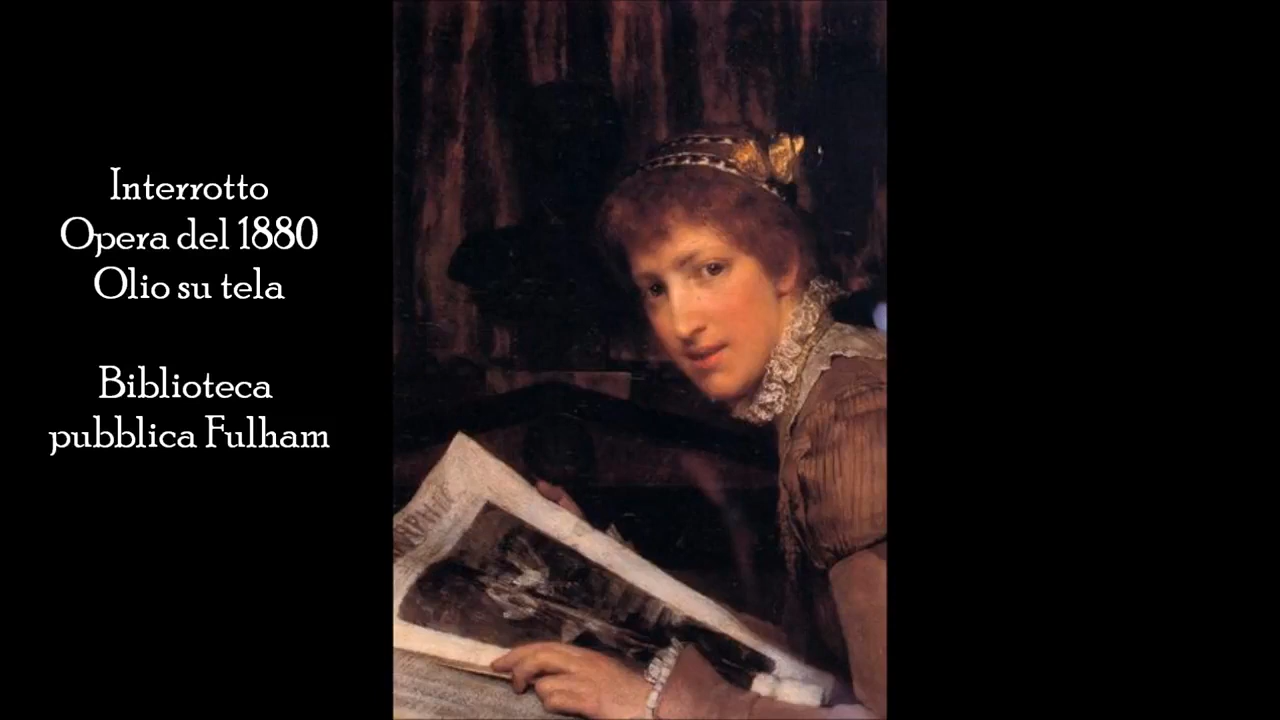 Interrotto
Opera del 1880
Olio su tela
Biblioteca
pubblica Fulham